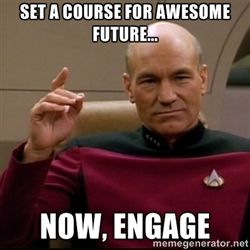 SET A COURSE FOR AWESOME
FUTURE...
NOW, ENGAGE
memegenerator.net